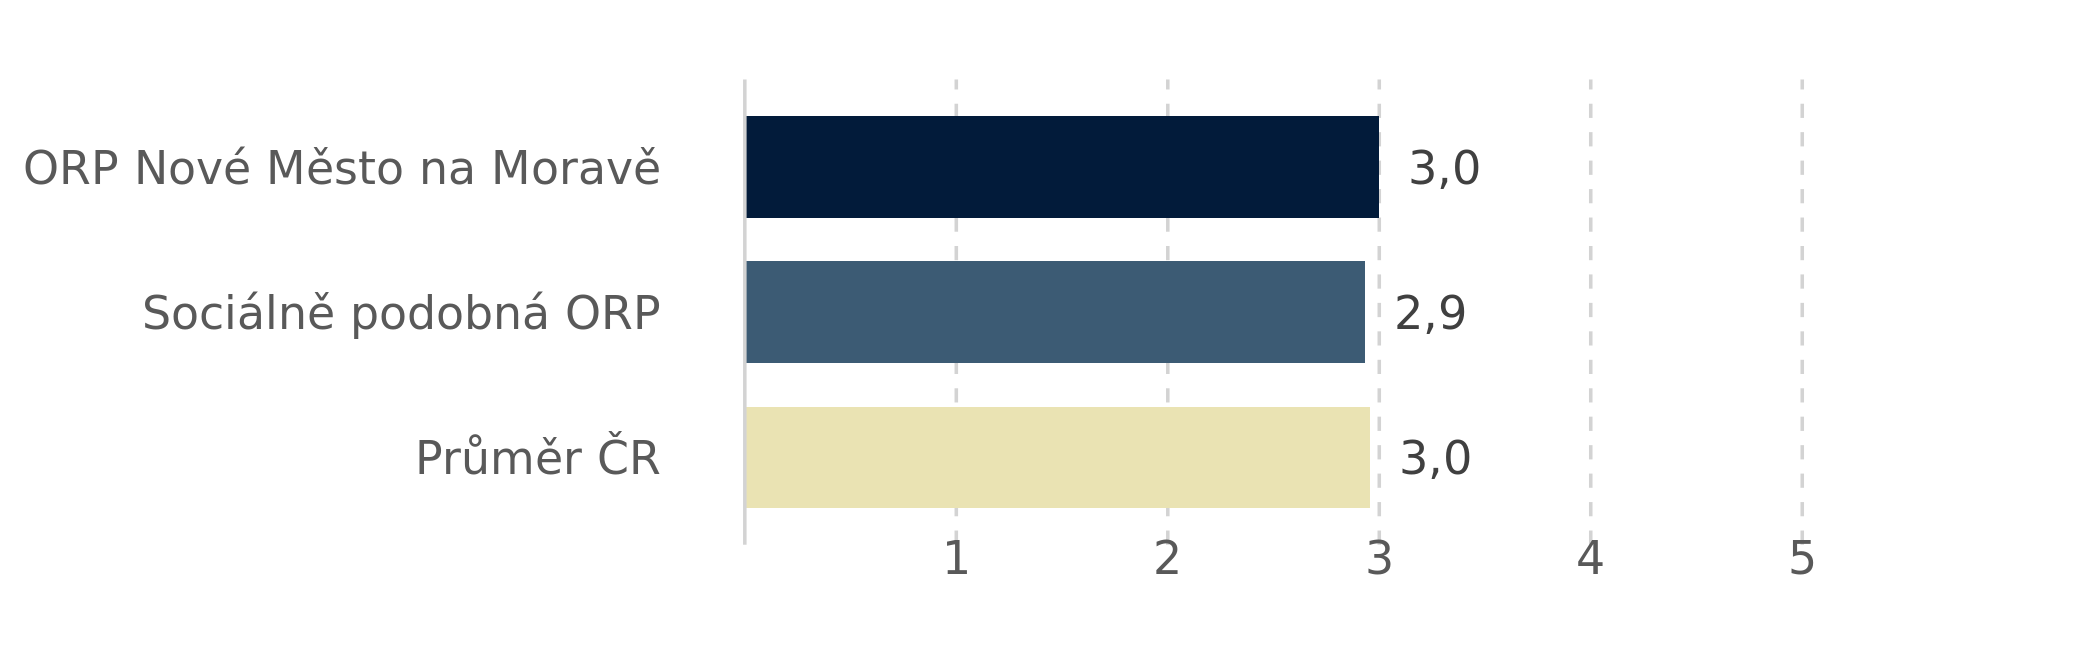 ORP Nové Město na Moravě 3,0
Sociálně podobná ORP 2,9
Průměr ČR 3,0
1 2 3 4 5